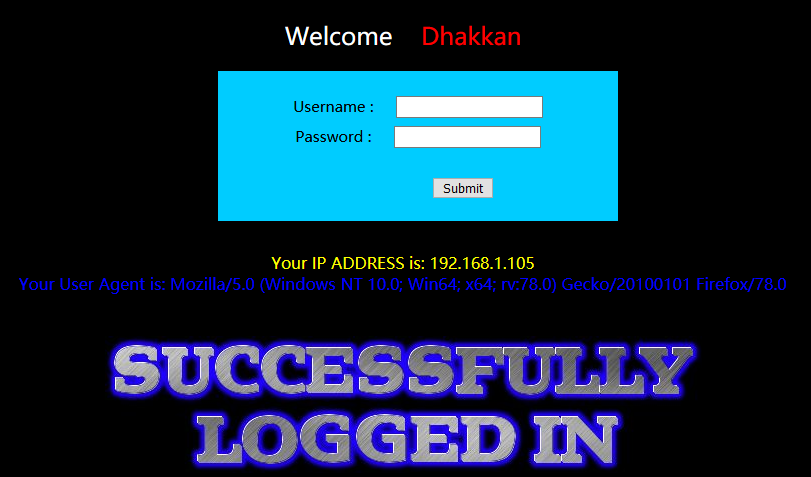 Welcome Dhakkan
Username :
Password :
Submit
Your IP ADDRESS is: 192.168.1.105
Your User Agent is: Mozilla/5.0 (Windows NT 10.0; Win64; x64; rv:78.0) Gecko/20100101 Firefox/78.0
SUCCESSFULLY
LOGGED IN